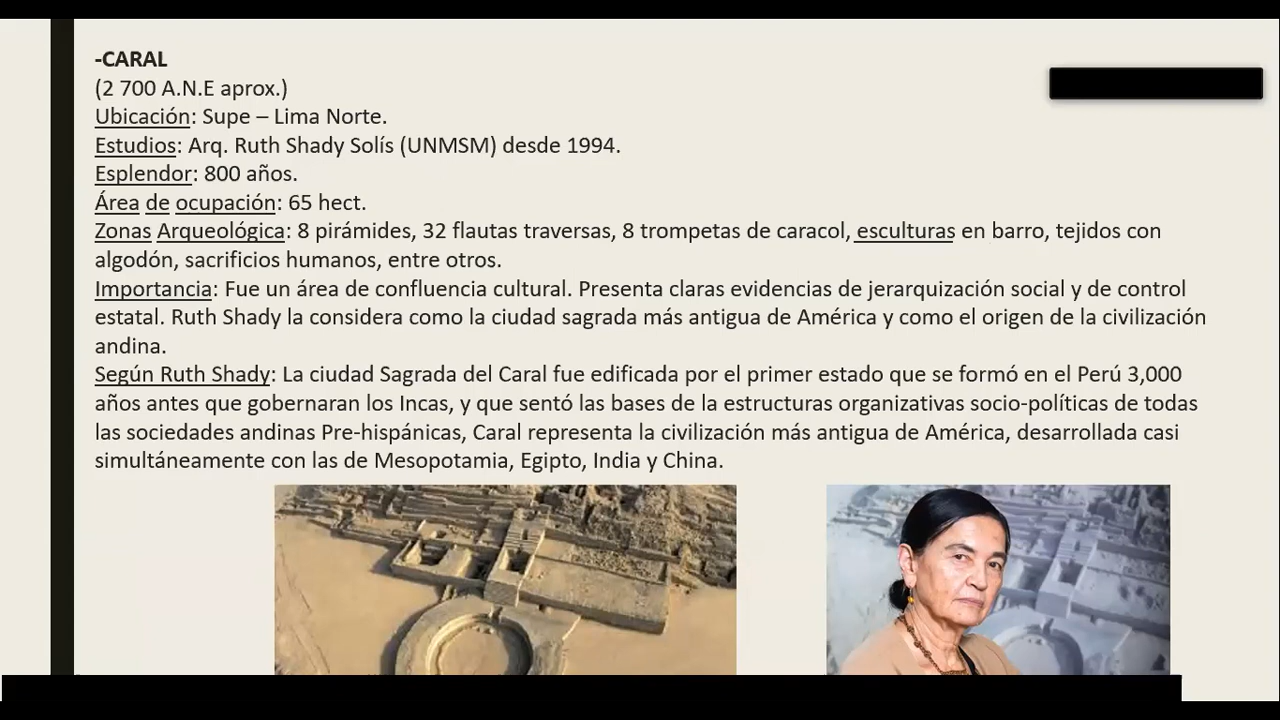 -CARAL
(2 700 A.N.E aprox.)
Ubicación: Supe – Lima Norte.
Estudios: Arq. Ruth Shady Solís (UNMSM) desde 1994.
Esplendor: 800 años.
Área de ocupación: 65 hect.
Zonas Arqueológica: 8 pirámides, 32 flautas traversas, 8 trompetas de caracol, esculturas en barro, tejidos con
algodón, sacrificios humanos, entre otros.
Importancia: Fue un área de confluencia cultural. Presenta claras evidencias de jerarquización social y de control
estatal. Ruth Shady la considera como la ciudad sagrada más antigua de América y como el origen de la civilización
andina.
Según Ruth Shady: La ciudad Sagrada del Caral fue edificada por el primer estado que se formó en el Perú 3,000
años antes que gobernaran los Incas, y que sentó las bases de la estructuras organizativas socio-políticas de todas
las sociedades andinas Pre-hispánicas, Caral representa la civilización más antigua de América, desarrollada casi
simultáneamente con las de Mesopotamia, Egipto, India y China.